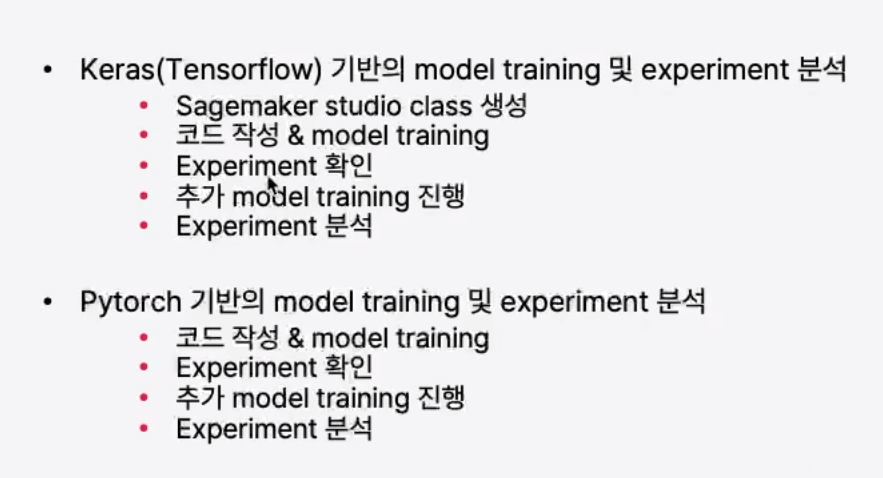 • Keras(Tensorflow) 기반의 model training 및 experiment 분석
• Sagemaker studio class 생성
• 코드 작성 & model training
• Experiment 확인
• 추가 model training 진행
• Experiment 분석
• Pytorch 기반의 model training 및 experiment 분석
• 코드 작성 & model training
• Experiment 확인
• 추가 model training 진행
• Experiment 분석